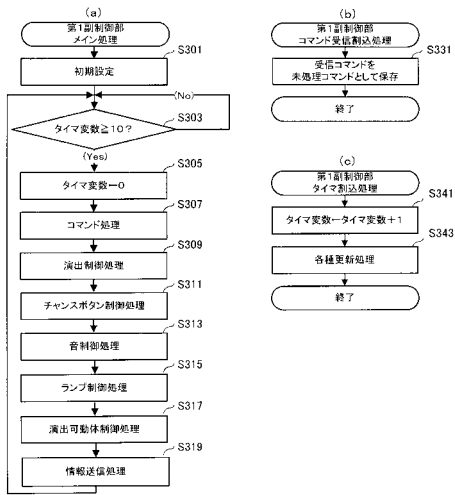 (a)
第1副制御部
メイン処理
S301
初期設定
(No)
S303
タイマ変数≧10?
(Yes)
S305
タイマ変数←0
S307
コマンド処理
S309
演出制御処理
S311
チャンスボタン制御処理
S313
音制御処理
S315
ランプ制御処理
S317
演出可動体制御処理
S319
情報送信処理
(b)
第1副制御部
コマンド受信割込処理
S331
受信コマンドを
未処理コマンドとして保存
終了
(c)
第1副制御部
タイマ割込処理
S341
タイマ変数←タイマ変数+1
S343
各種更新処理
終了